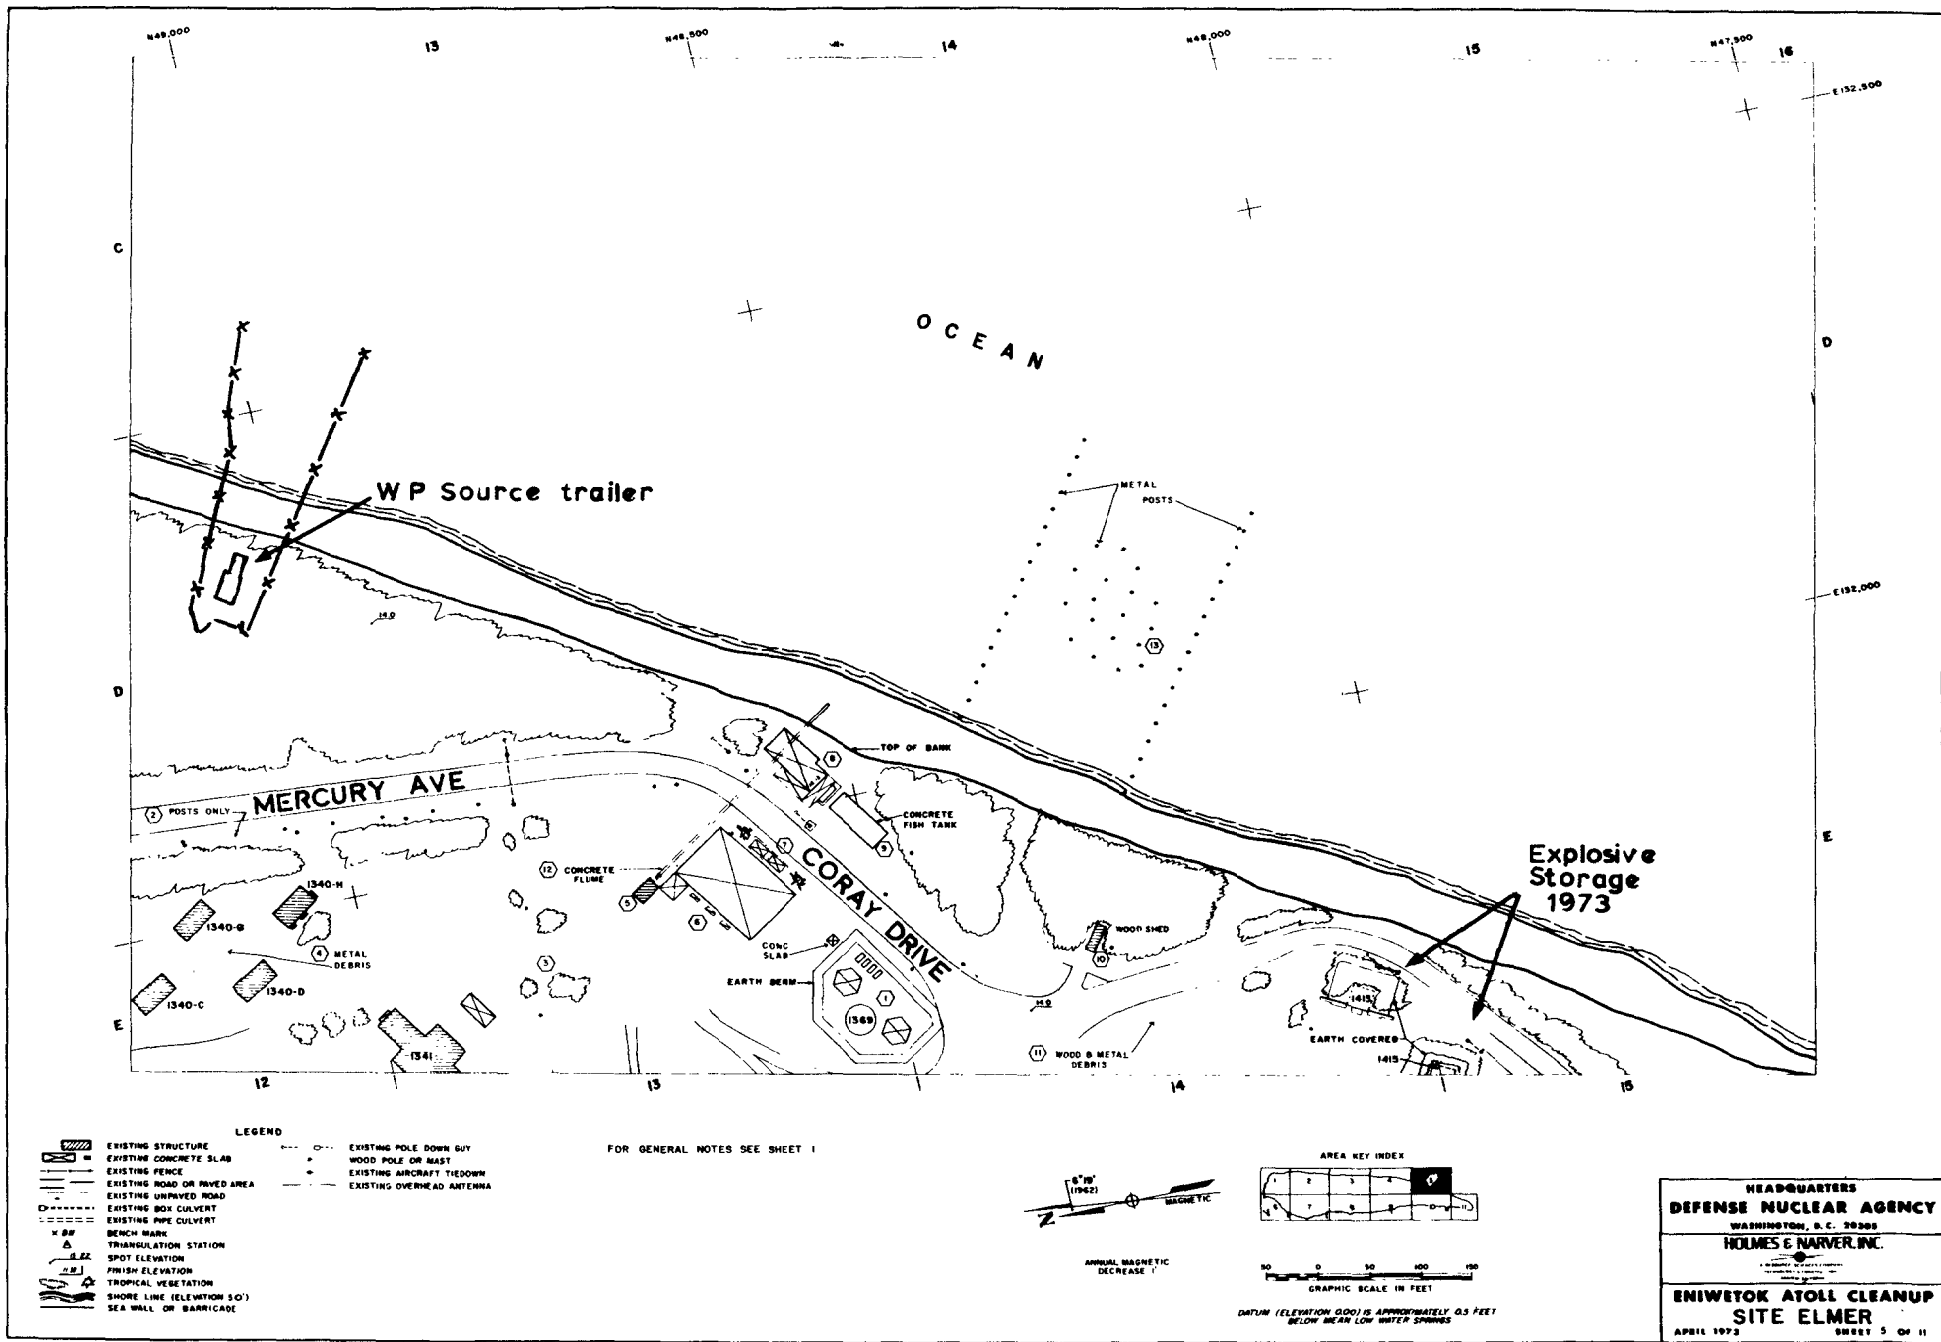 N49,000
13
N48,500
14
N48,000
15
N47,500
16
E132,500
C
OCEAN
D
WP Source trailer
METAL
POSTS
E132,000
14.0
13
D
TOP OF BANK
8
MERCURY AVE
2 POSTS ONLY
CONCRETE
FISH TANK
9
7
E
CORAY DRIVE
Explosive
Storage
1973
12 CONCRETE
FLUME
1340-H
5
6
1340-G
WOOD SHED
10
CONC
SLAB
4 METAL
DEBRIS
3
1340-D
1340-C
EARTH BERM
1
1369
14.0
1415
E
1341
11 WOOD & METAL
DEBRIS
EARTH COVERED
1415
12
13
14
15
LEGEND
EXISTING STRUCTURE
EXISTING CONCRETE SLAB
EXISTING FENCE
EXISTING ROAD OR PAVED AREA
EXISTING UNPAVED ROAD
EXISTING BOX CULVERT
EXISTING PIPE CULVERT
BM BENCH MARK
TRIANGULATION STATION
SPOT ELEVATION
FINISH ELEVATION
TROPICAL VEGETATION
SHORE LINE (ELEVATION 5.0')
SEA WALL OR BARRICADE
EXISTING POLE DOWN GUY
WOOD POLE OR MAST
EXISTING AIRCRAFT TIEDOWN
EXISTING OVERHEAD ANTENNA
FOR GENERAL NOTES SEE SHEET 1
6°19'
(1962)
MAGNETIC
N
ANNUAL MAGNETIC
DECREASE 1'
AREA KEY INDEX
1 2 3 4
50 0 50 100 150
GRAPHIC SCALE IN FEET
DATUM (ELEVATION 0.00) IS APPROXIMATELY 0.5 FEET
BELOW MEAN LOW WATER SPRINGS
HEADQUARTERS
DEFENSE NUCLEAR AGENCY
WASHINGTON, D.C. 20305
HOLMES & NARVER, INC.
ENIWETOK ATOLL CLEANUP
SITE ELMER
APRIL 1973 SHEET 5 OF 11